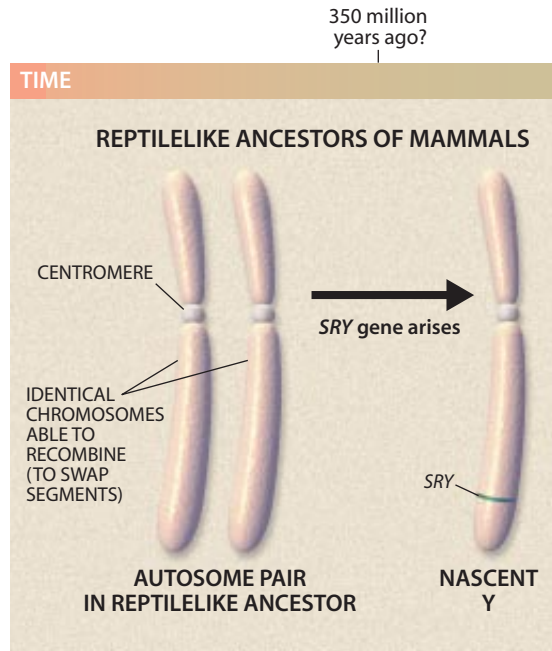 350 million
years ago?
TIME
REPTILELIKE ANCESTORS OF MAMMALS
CENTROMERE
SRY gene arises
IDENTICAL
CHROMOSOMES
ABLE TO
RECOMBINE
(TO SWAP
SEGMENTS)
SRY
AUTOSOME PAIR
IN REPTILELIKE ANCESTOR
NASCENT
Y